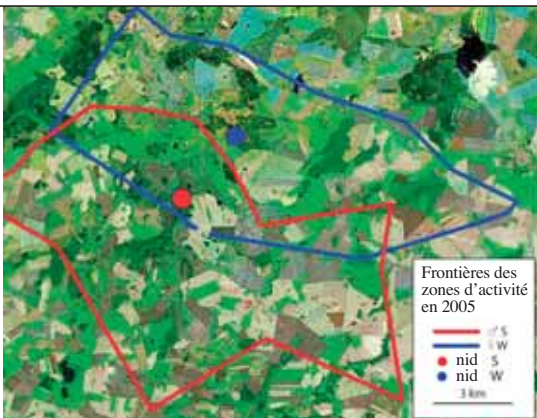 Frontières des
zones d'activité
en 2005
♂ S
♀ W
nid S
nid W
3 km